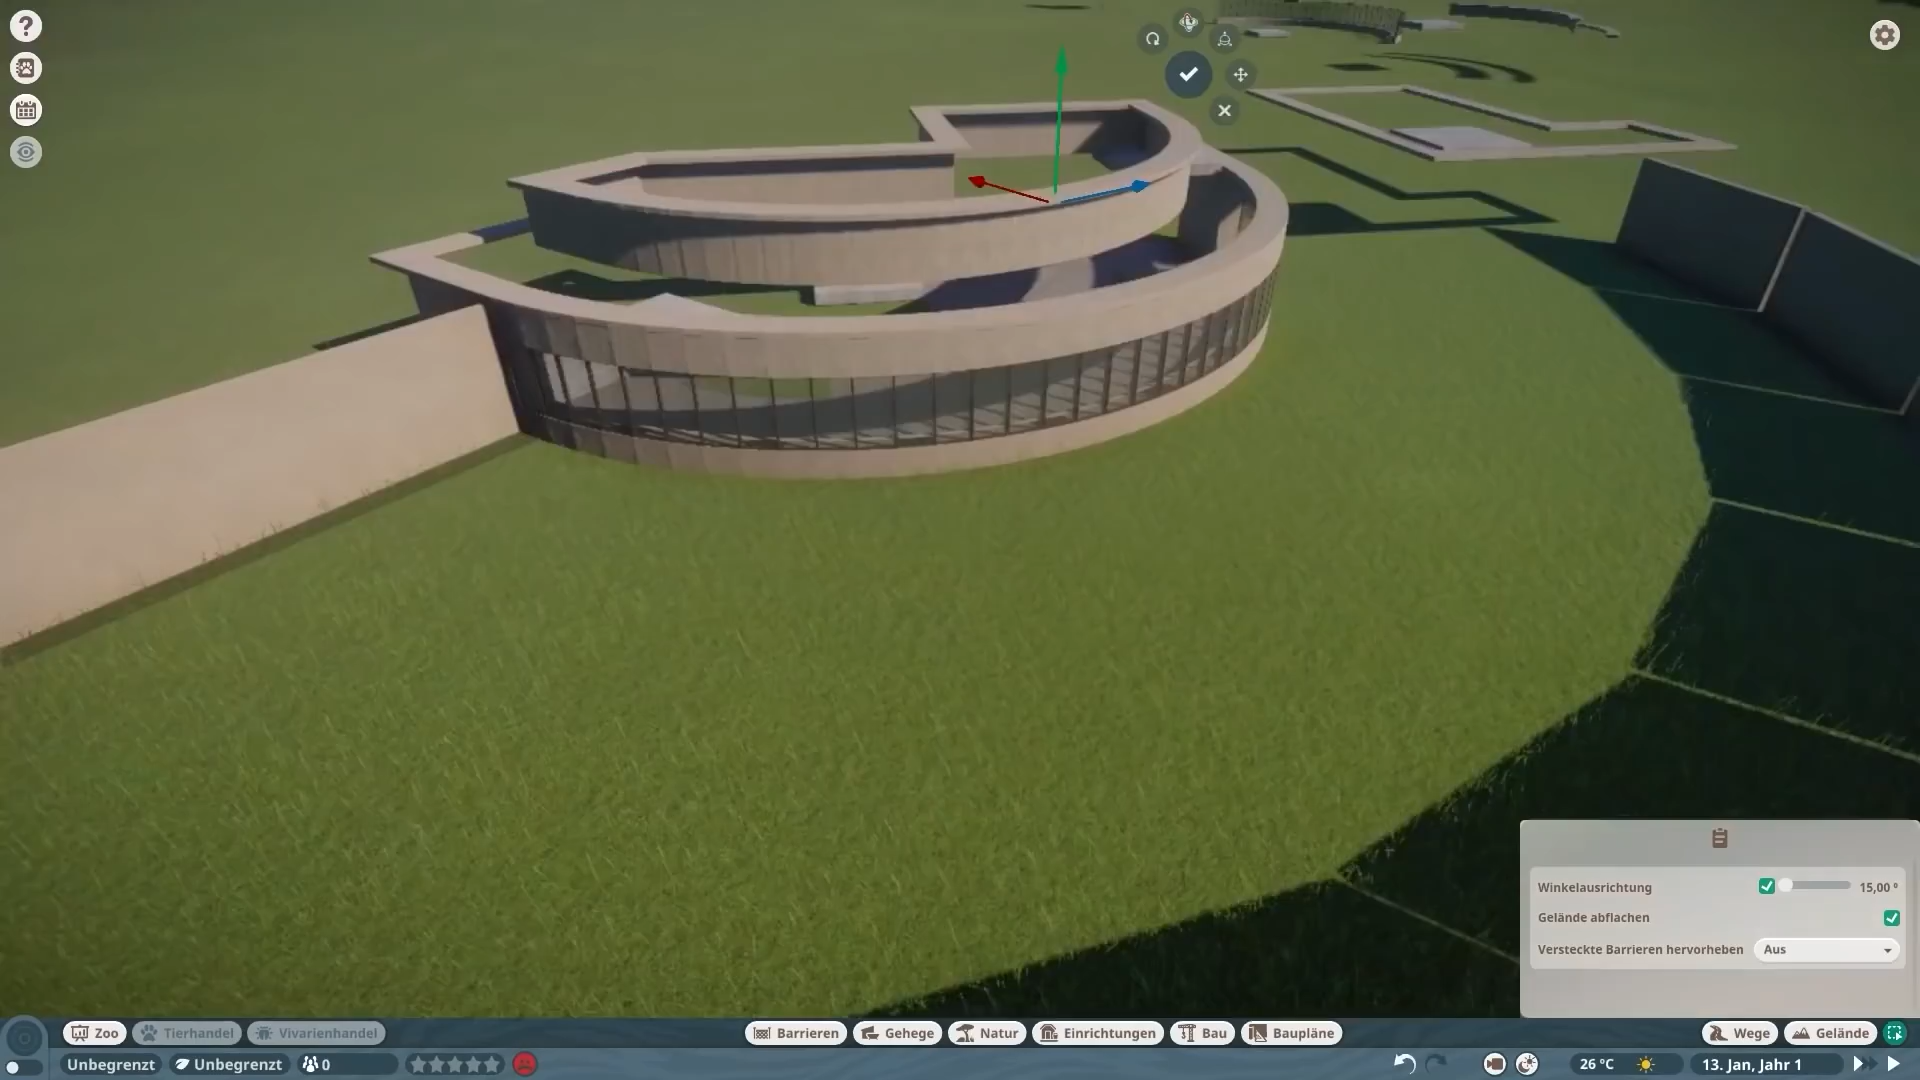 Winkelausrichtung 15,00 °
Gelände abflachen
Versteckte Barrieren hervorheben Aus
Zoo Tierhandel Vivarienhandel Barrieren Gehege Natur Einrichtungen Bau Baupläne Wege Gelände
Unbegrenzt Unbegrenzt 0 26 °C 13. Jan, Jahr 1